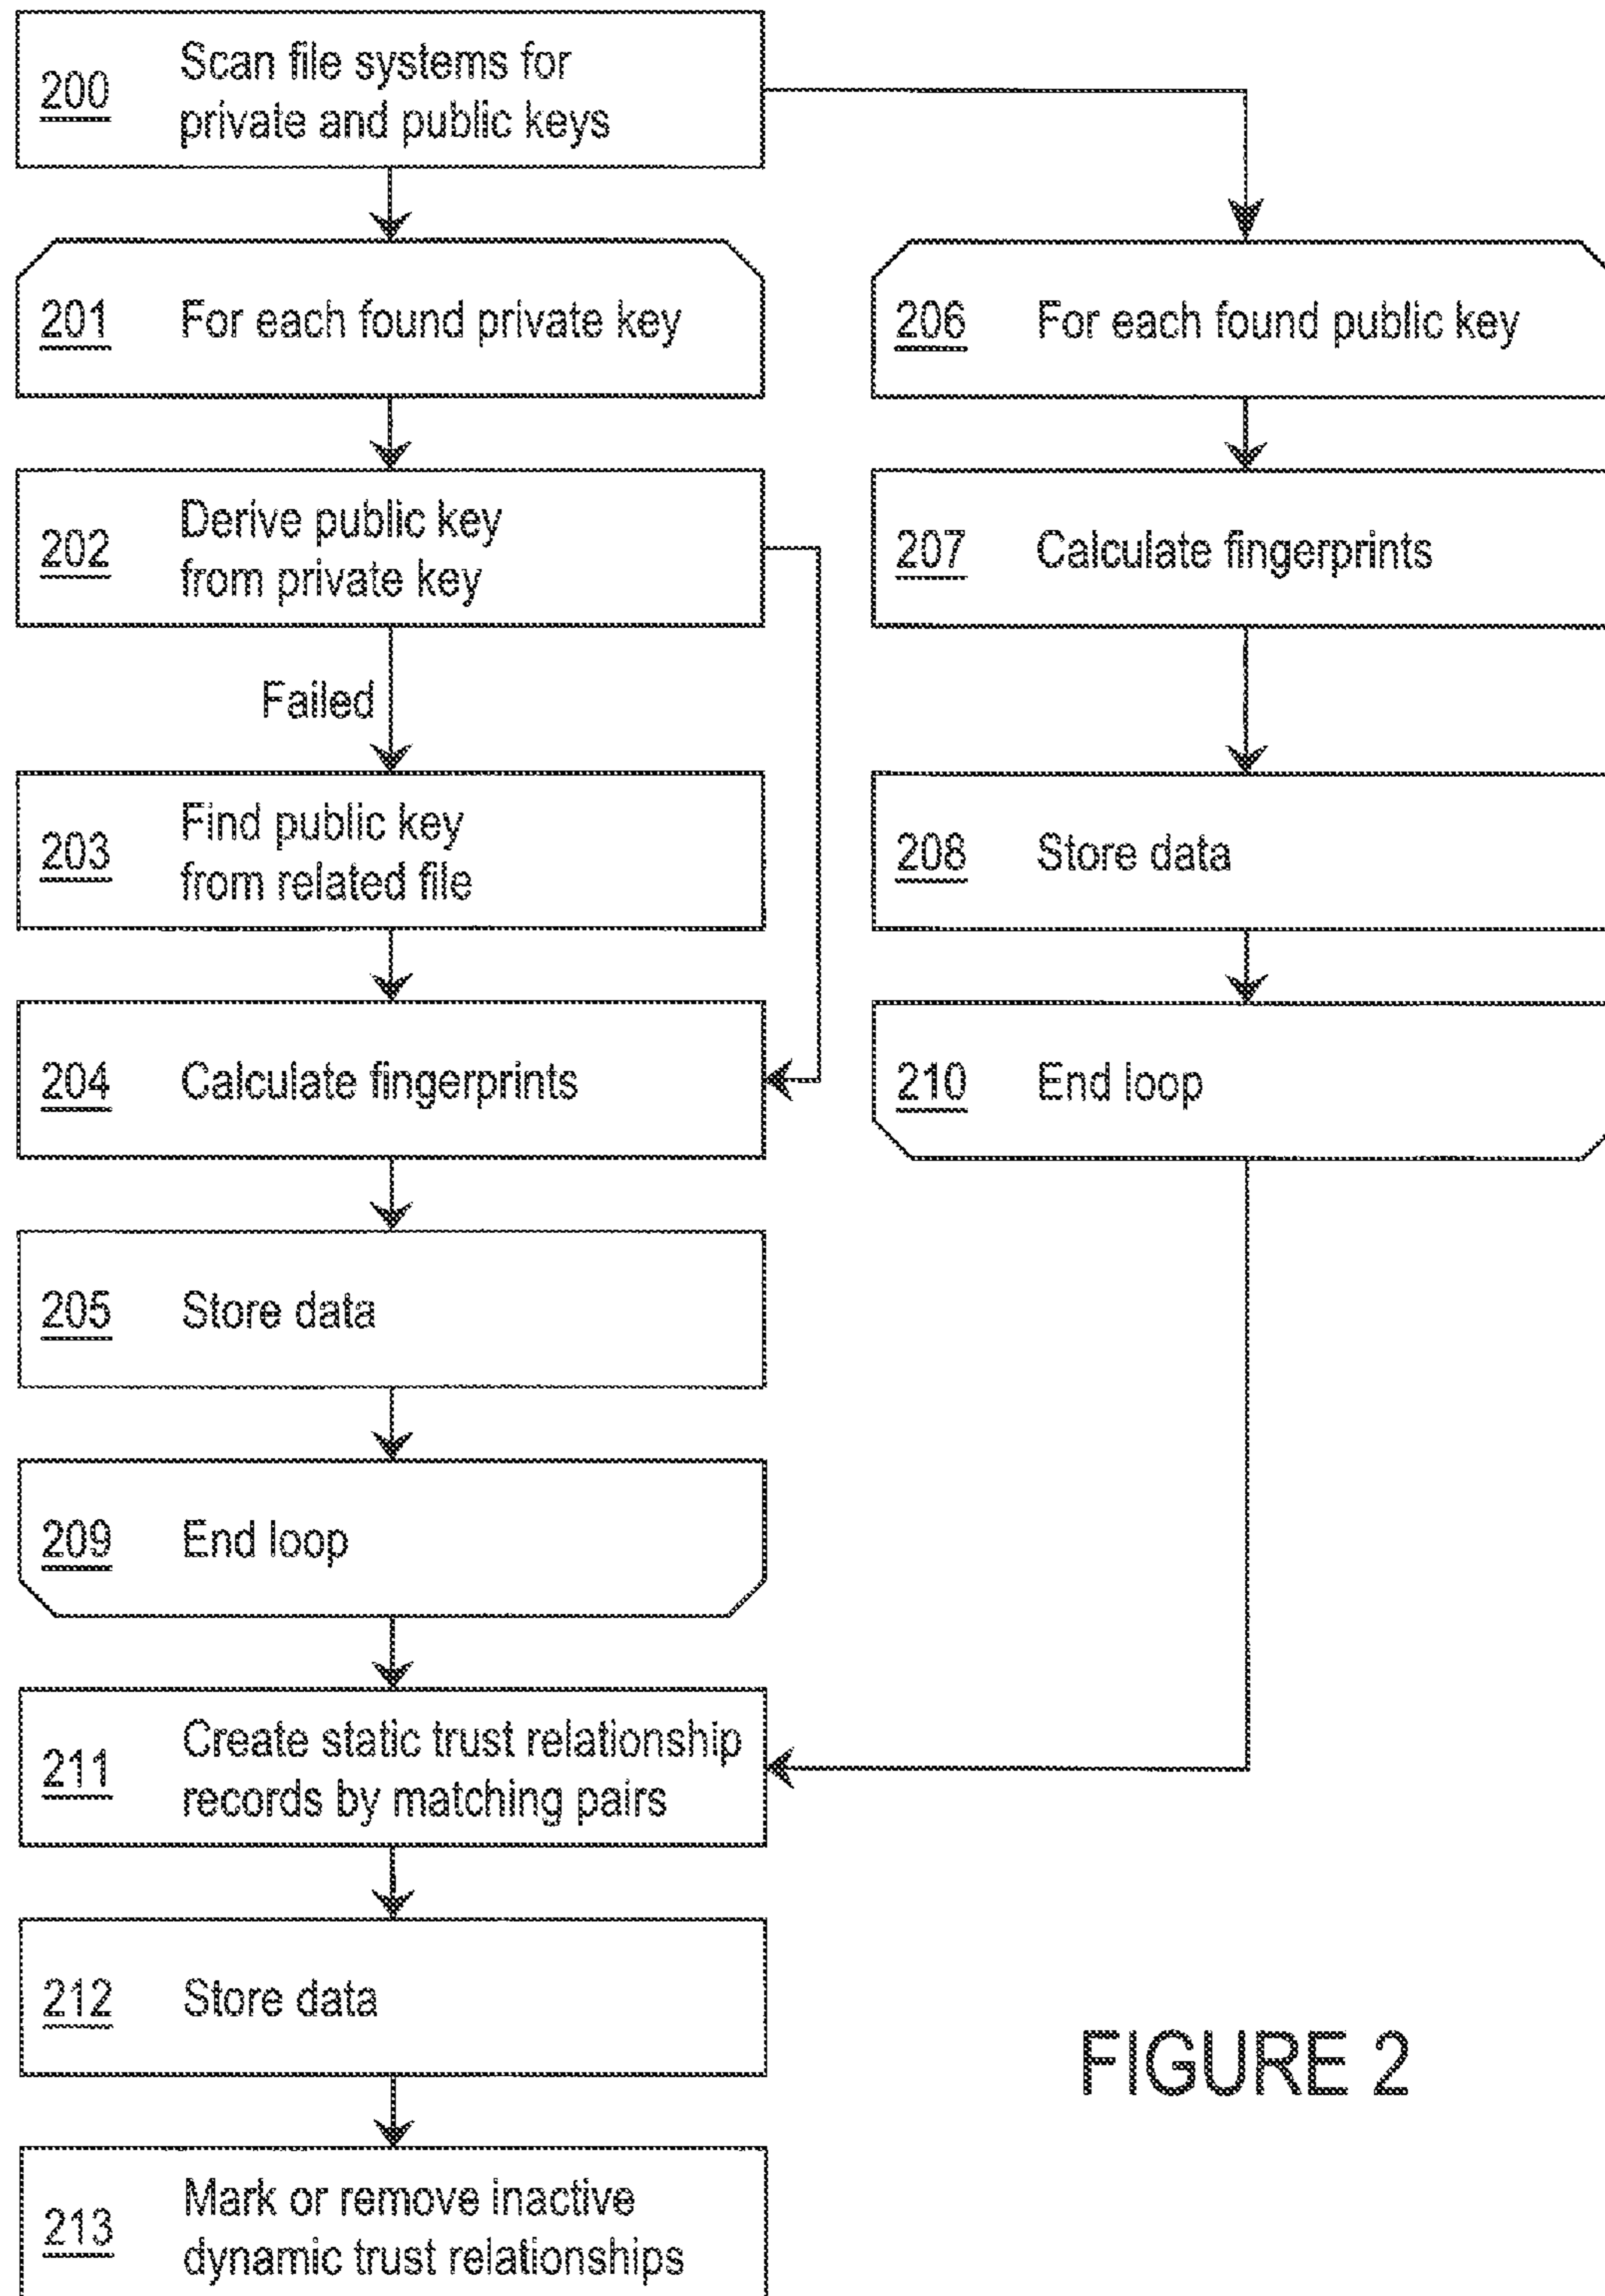 200 Scan file systems for
private and public keys
201 For each found private key
202 Derive public key
from private key
Failed
203 Find public key
from related file
204 Calculate fingerprints
205 Store data
209 End loop
206 For each found public key
207 Calculate fingerprints
208 Store data
210 End loop
211 Create static trust relationship
records by matching pairs
212 Store data
213 Mark or remove inactive
dynamic trust relationships
FIGURE 2